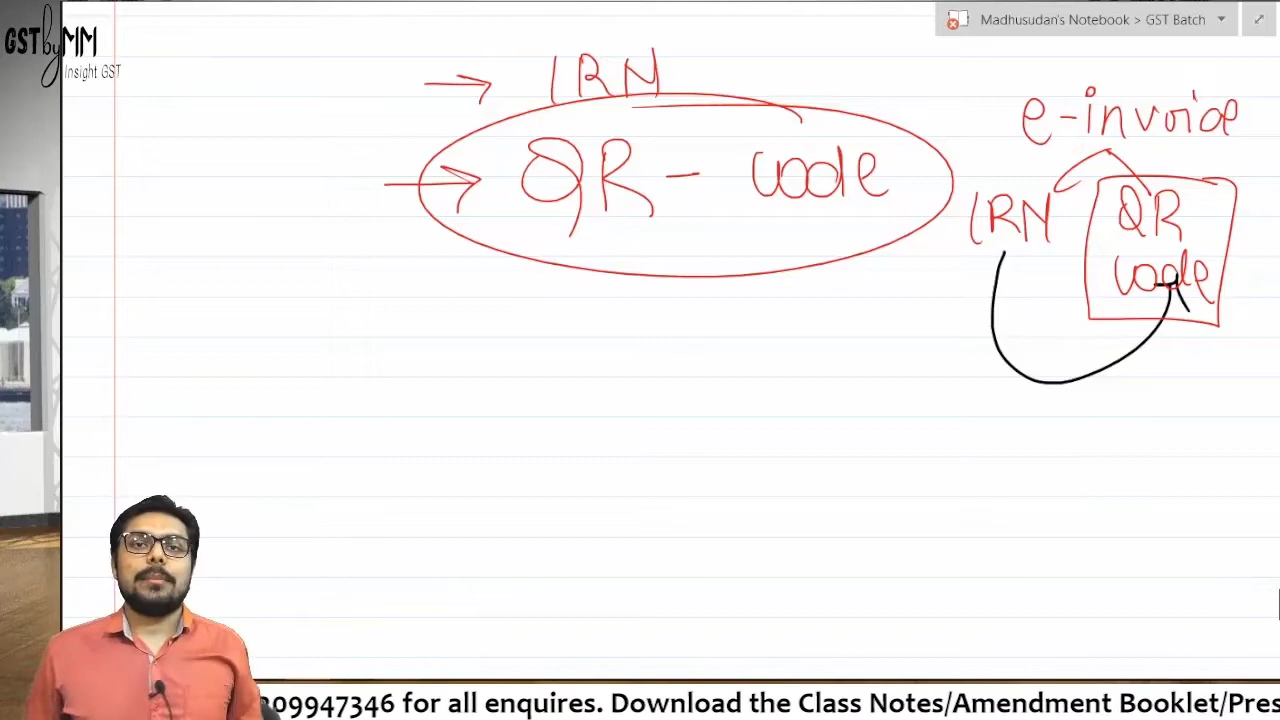 GST by MM
Insight GST
Madhusudan's Notebook > GST Batch
→ IRN
→ QR - code
e-invoice
IRN
QR
code
09947346 for all enquires. Download the Class Notes/Amendment Booklet/Pres